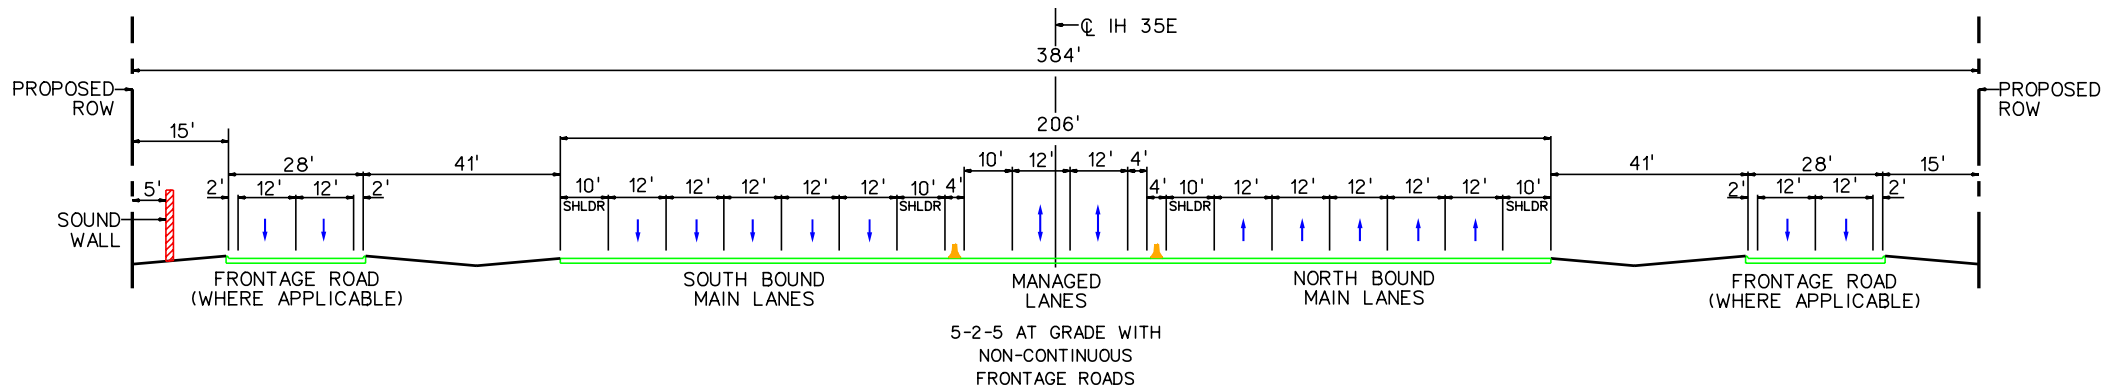 ℄ IH 35E
384'
PROPOSED
ROW
PROPOSED
ROW
206'
15'
28'
41'
10'
12'
12'
4'
41'
28'
15'
5'
2'
12'
12'
2'
10'
SHLDR
12'
12'
12'
12'
12'
10'
SHLDR
4'
4'
10'
SHLDR
12'
12'
12'
12'
12'
10'
SHLDR
2'
12'
12'
2'
SOUND
WALL
FRONTAGE ROAD
(WHERE APPLICABLE)
SOUTH BOUND
MAIN LANES
MANAGED
LANES
NORTH BOUND
MAIN LANES
FRONTAGE ROAD
(WHERE APPLICABLE)
5-2-5 AT GRADE WITH
NON-CONTINUOUS
FRONTAGE ROADS